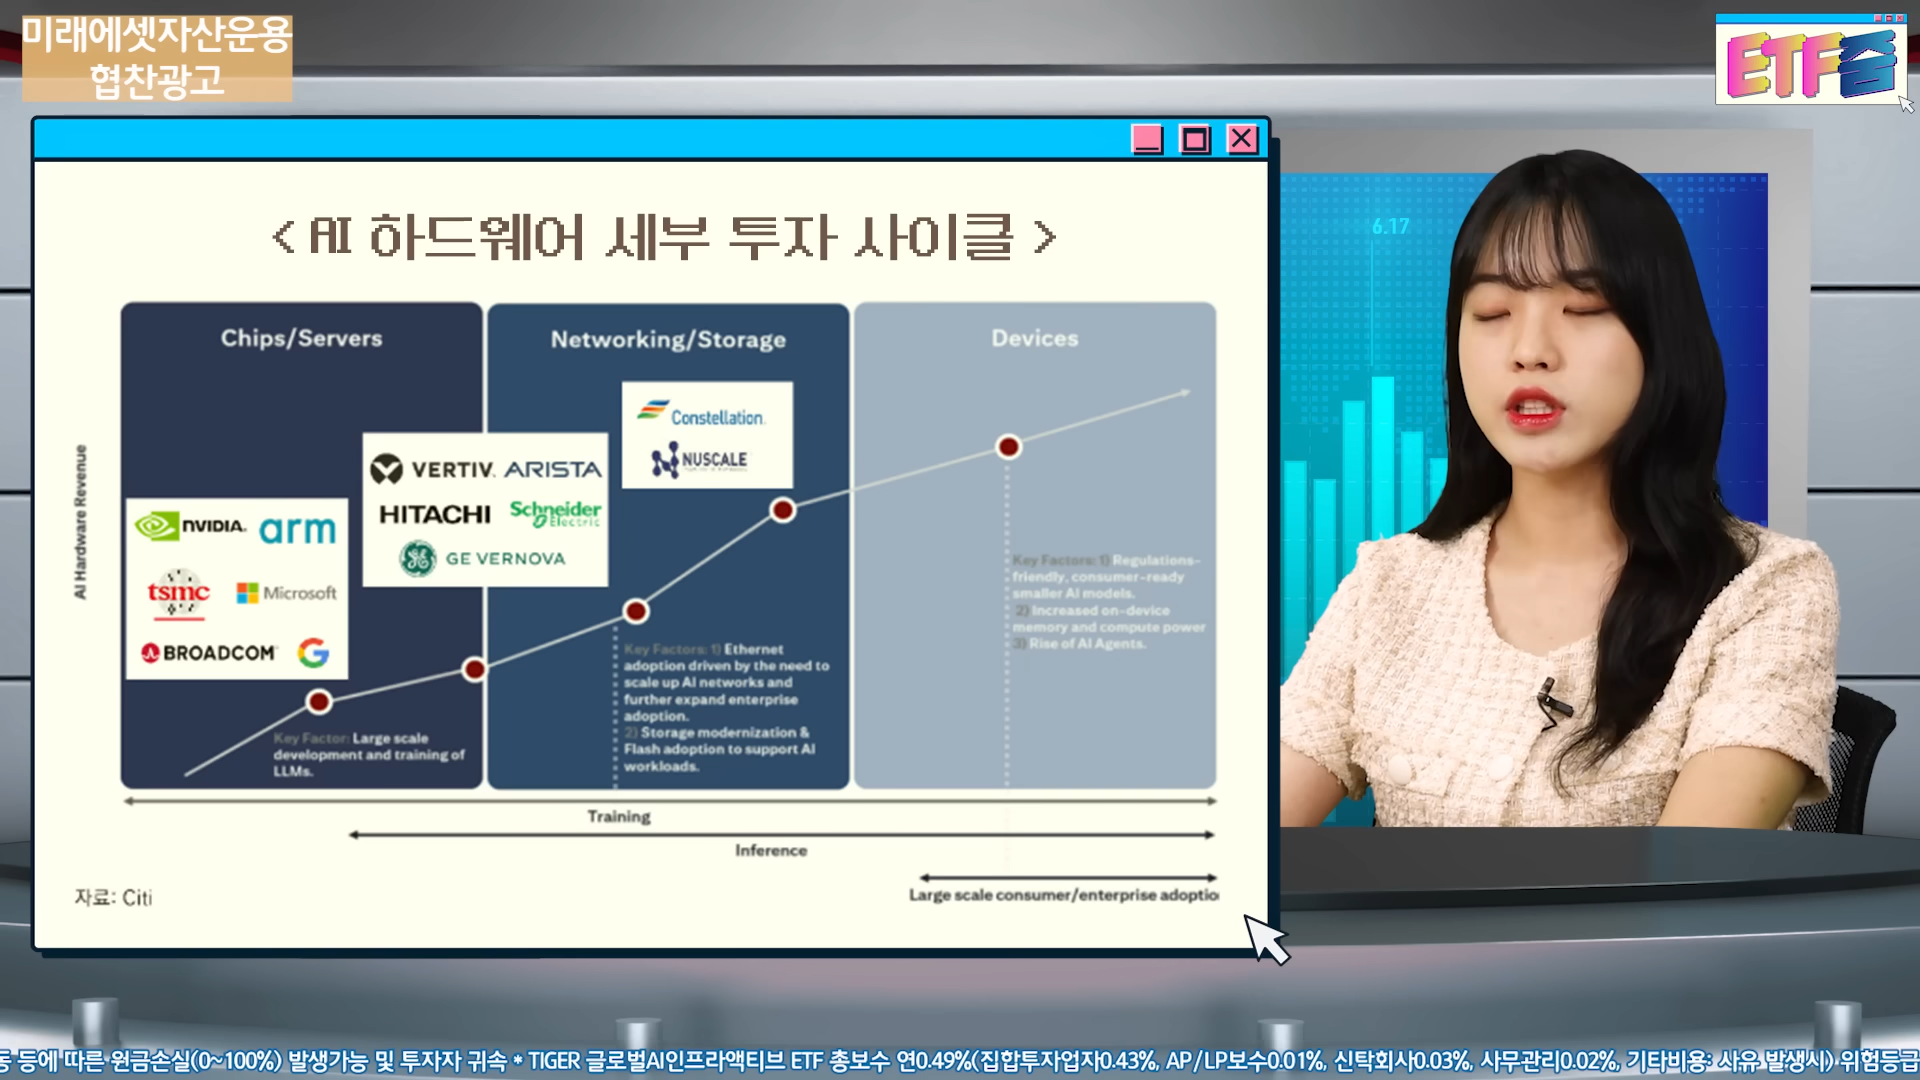 미래에셋자산운용
협찬광고
ETF줌
< AI 하드웨어 세부 투자 사이클 >
6.17
Chips/Servers
Networking/Storage
Devices
AI Hardware Revenue
Constellation.
NUSCALE
VERTIV. ARISTA
HITACHI Schneider Electric
GE VERNOVA
NVIDIA. arm
tsmc Microsoft
BROADCOM G
Key Factor: Large scale
development and training of
LLMs.
Key Factors: 1) Ethernet
adoption driven by the need to
scale up AI networks and
further expand enterprise
adoption.
2) Storage modernization &
Flash adoption to support AI
workloads.
Key Factors: 1) Regulations-
friendly, consumer-ready
smaller AI models.
2) Increased on-device
memory and compute power
3) Rise of AI Agents.
Training
Inference
Large scale consumer/enterprise adoptio
자료: Citi
동 등에 따른 원금손실(0~100%) 발생가능 및 투자자 귀속 * TIGER 글로벌AI인프라액티브 ETF 총보수 연0.49%(집합투자업자0.43%, AP/LP보수0.01%, 신탁회사0.03%, 사무관리0.02%, 기타비용: 사유 발생시) 위험등급